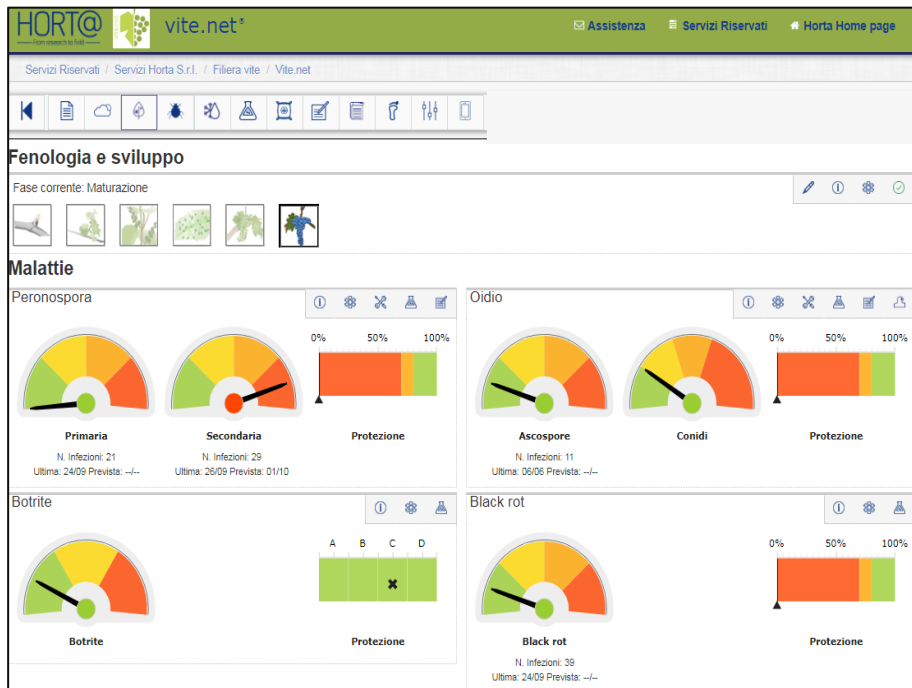 HORT@
From research to field
vite.net®
Assistenza
Servizi Riservati
Horta Home page
Servizi Riservati / Servizi Horta S.r.l. / Filiera vite / Vite.net
Fenologia e sviluppo
Fase corrente: Maturazione
Malattie
Peronospora
0% 50% 100%
Primaria
N. Infezioni: 21
Ultima: 24/09 Prevista: --/--
Secondaria
N. Infezioni: 29
Ultima: 26/09 Prevista: 01/10
Protezione
Oidio
0% 50% 100%
Ascospore
N. Infezioni: 11
Ultima: 06/06 Prevista: --/--
Conidi
Protezione
Botrite
A B C D
Botrite
Protezione
Black rot
0% 50% 100%
Black rot
N. Infezioni: 39
Ultima: 24/09 Prevista: --/--
Protezione